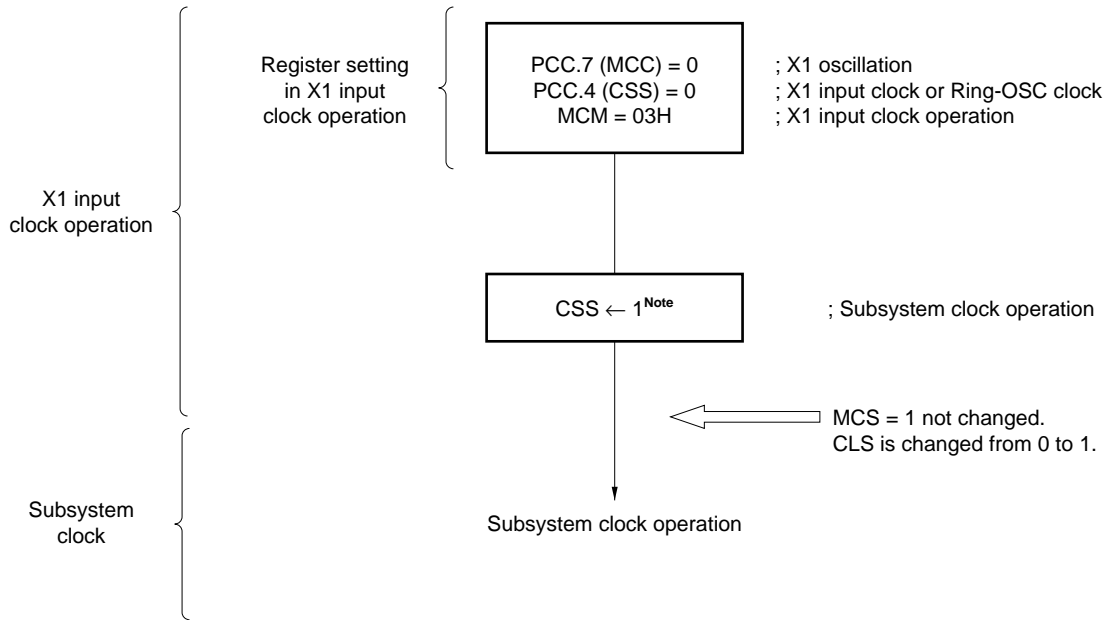 Register setting
in X1 input
clock operation
PCC.7 (MCC) = 0
PCC.4 (CSS) = 0
MCM = 03H
; X1 oscillation
; X1 input clock or Ring-OSC clock
; X1 input clock operation
X1 input
clock operation
CSS ← 1Note
; Subsystem clock operation
MCS = 1 not changed.
CLS is changed from 0 to 1.
Subsystem
clock
Subsystem clock operation